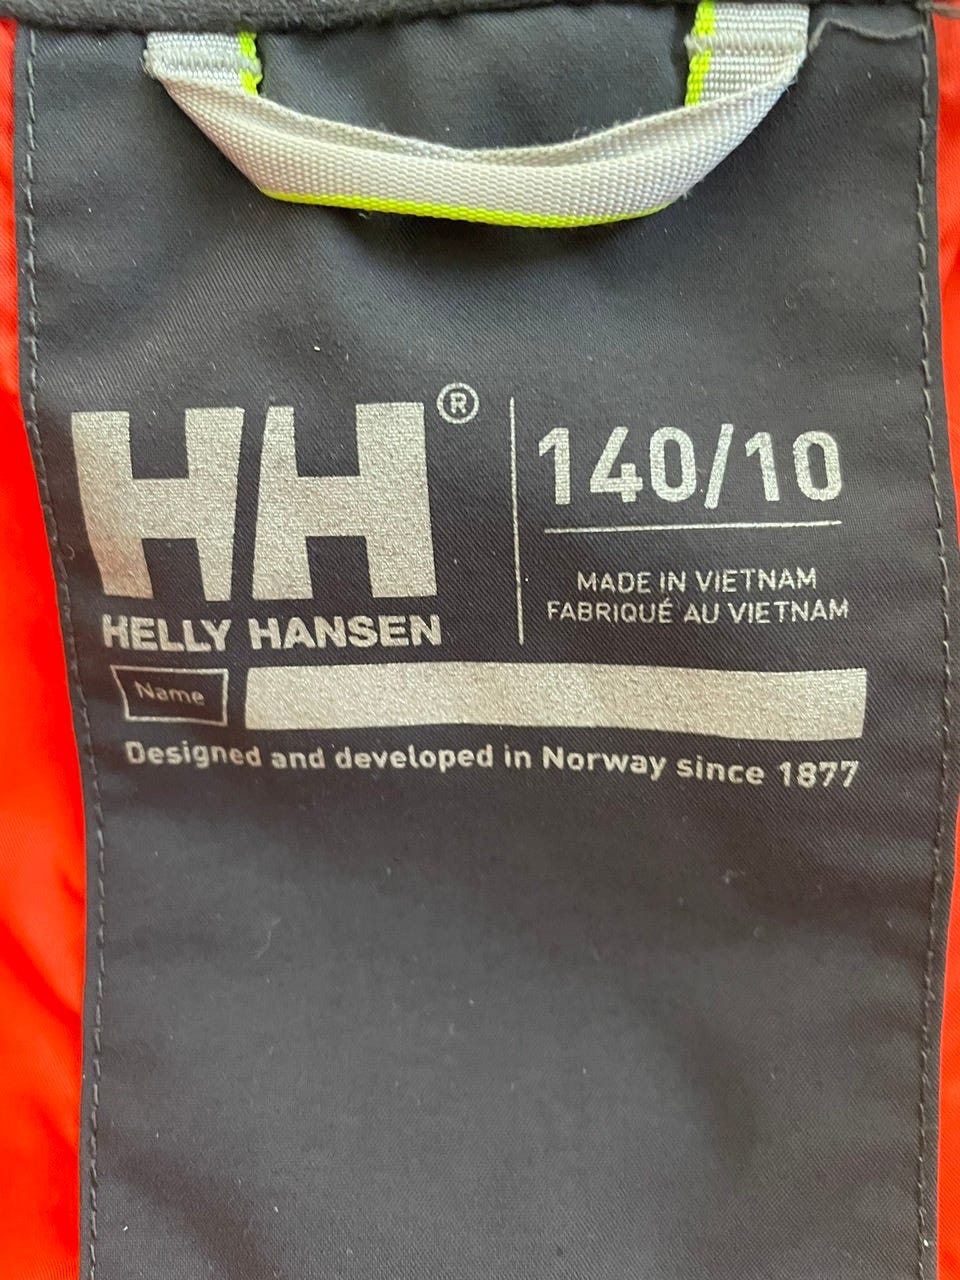 HH®
HELLY HANSEN
140/10
MADE IN VIETNAM
FABRIQUÉ AU VIETNAM
Name
Designed and developed in Norway since 1877